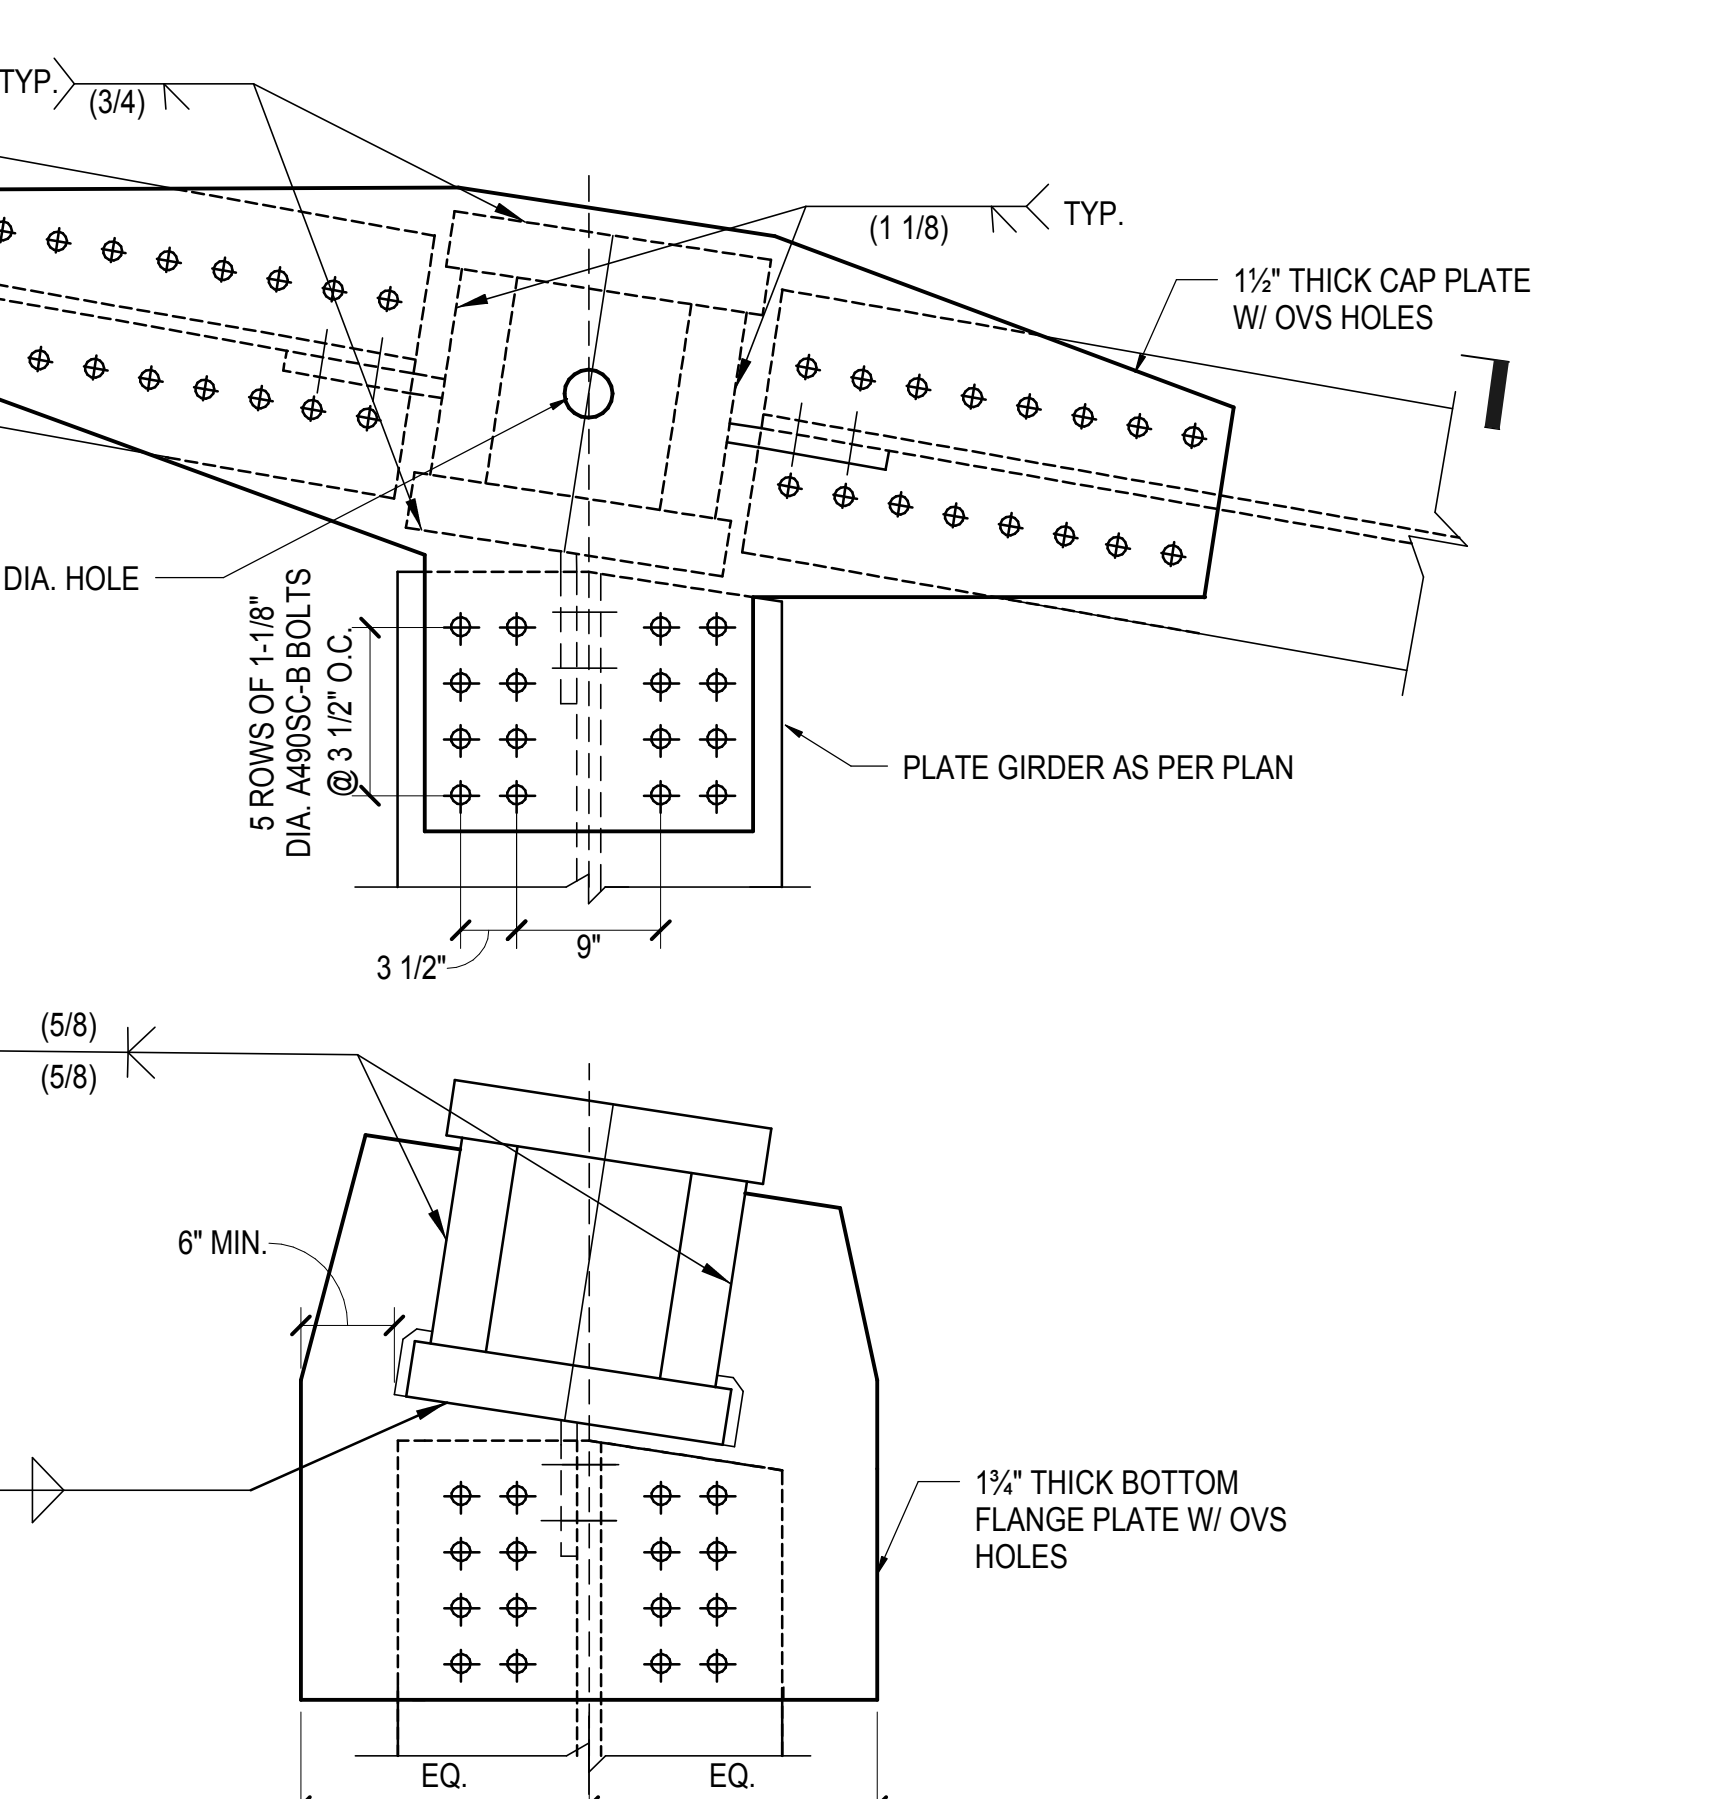 TYP.
(3/4)
(1 1/8)
TYP.
1½" THICK CAP PLATE
W/ OVS HOLES
DIA. HOLE
5 ROWS OF 1-1/8"
DIA. A490SC-B BOLTS
@ 3 1/2" O.C.
PLATE GIRDER AS PER PLAN
9"
3 1/2"
(5/8)
(5/8)
6" MIN.
1¾" THICK BOTTOM
FLANGE PLATE W/ OVS
HOLES
EQ.
EQ.